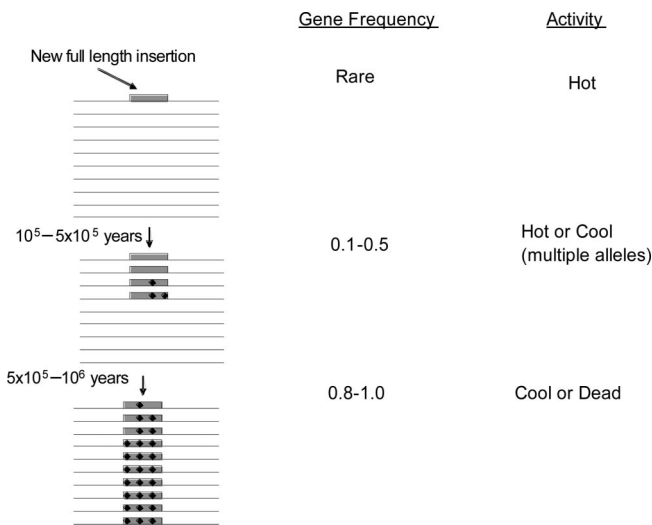 Gene Frequency
Activity
New full length insertion
Rare
Hot
10⁵–5x10⁵ years
0.1-0.5
Hot or Cool
(multiple alleles)
5x10⁵–10⁶ years
0.8-1.0
Cool or Dead